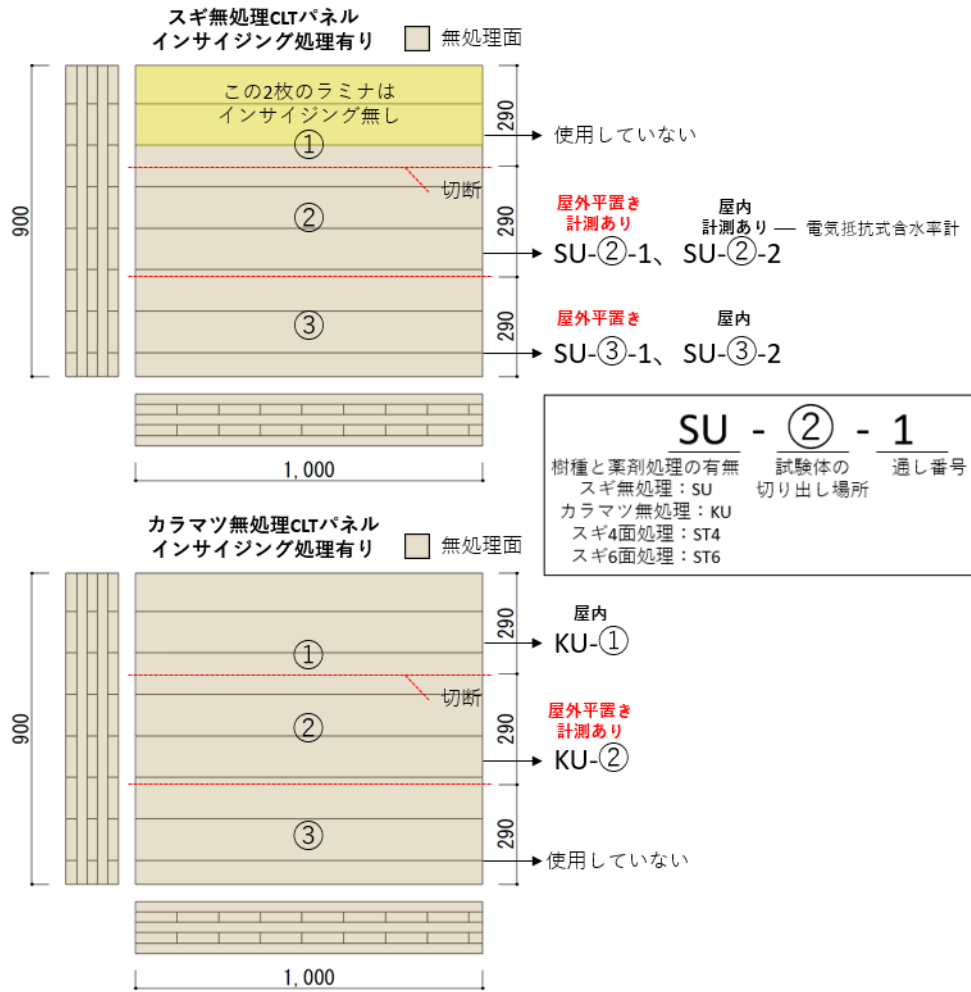 スギ無処理CLTパネル
インサイジング処理有り
無処理面
この2枚のラミナは
インサイジング無し
①
切断
②
③
900
290
290
290
1,000
使用していない
屋外平置き
計測あり
屋内
計測あり — 電気抵抗式含水率計
SU-②-1、 SU-②-2
屋外平置き
屋内
SU-③-1、 SU-③-2
SU - ② - 1
樹種と薬剤処理の有無
試験体の
切り出し場所
通し番号
スギ無処理：SU
カラマツ無処理：KU
スギ4面処理：ST4
スギ6面処理：ST6
カラマツ無処理CLTパネル
インサイジング処理有り
無処理面
①
切断
②
③
900
290
290
290
1,000
屋内
KU-①
屋外平置き
計測あり
KU-②
使用していない